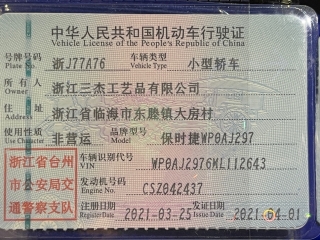 中华人民共和国机动车行驶证
Vehicle License of the People's Republic of China
号牌号码 Plate No. 浙J77A76 车辆类型 Vehicle Type 小型轿车
所有人 Owner 浙江三杰工艺品有限公司
住址 Address 浙江省临海市东塍镇大房村
使用性质 Use Character 非营运 品牌型号 Model 保时捷WP0AJ297
浙江省台州市公安局交通警察支队
车辆识别代号 VIN WP0AJ2976ML112643
发动机号码 Engine No. CSZ042437
注册日期 Register Date 2021-03-25 发证日期 Issue Date 2021-04-01